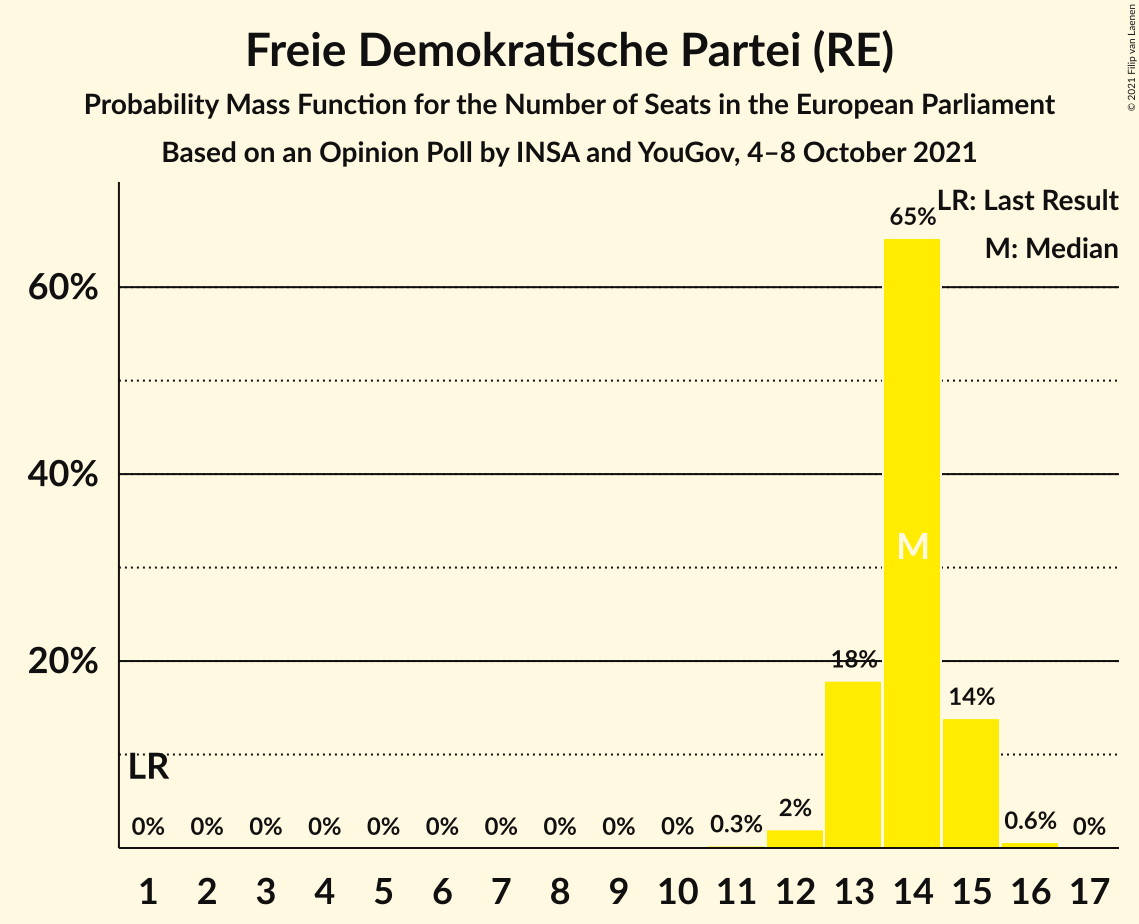 Freie Demokratische Partei (RE)
Probability Mass Function for the Number of Seats in the European Parliament
Based on an Opinion Poll by INSA and YouGov, 4–8 October 2021
© 2021 Filip van Laenen
LR: Last Result
M: Median
60%
40%
20%
LR
M
0% 0% 0% 0% 0% 0% 0% 0% 0% 0% 0.3% 2% 18% 65% 14% 0.6% 0%
1 2 3 4 5 6 7 8 9 10 11 12 13 14 15 16 17